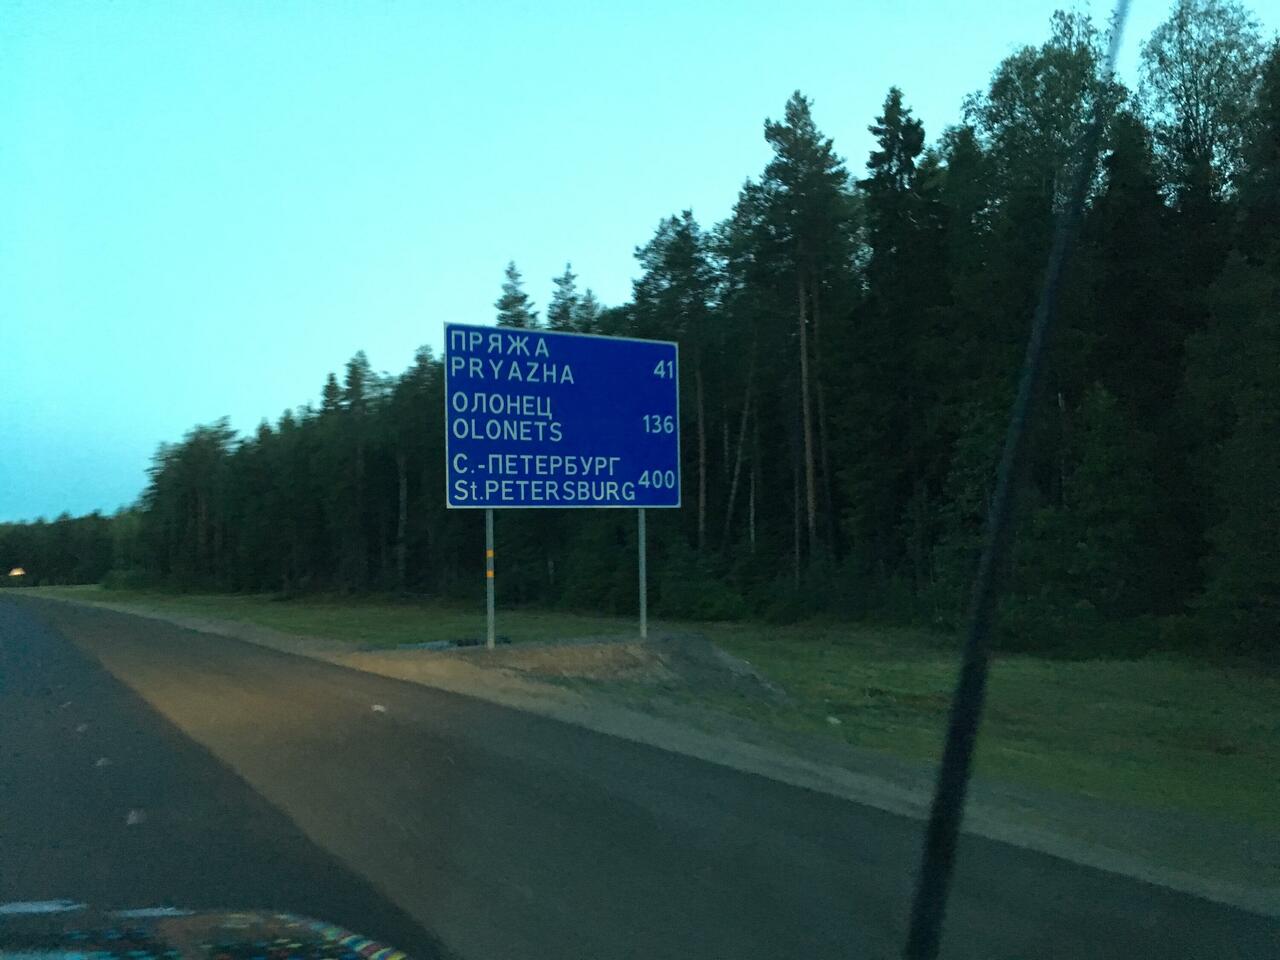 ПРЯЖА
PRYAZHA 41
ОЛОНЕЦ
OLONETS 136
С.-ПЕТЕРБУРГ
St.PETERSBURG 400